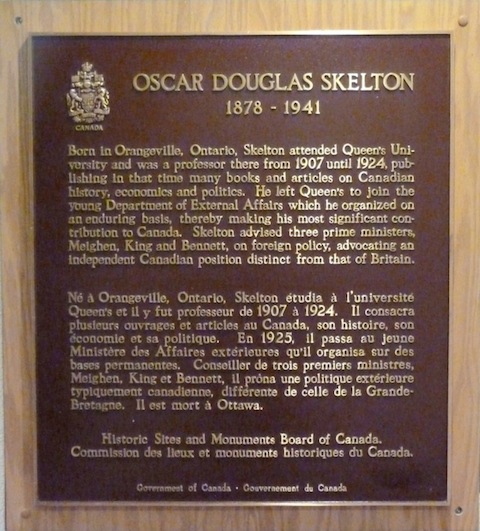 CANADA
OSCAR DOUGLAS SKELTON
1878 - 1941
Born in Orangeville, Ontario, Skelton attended Queen's Uni-
versity and was a professor there from 1907 until 1924, pub-
lishing in that time many books and articles on Canadian
history, economics and politics. He left Queen's to join the
young Department of External Affairs which he organized on
an enduring basis, thereby making his most significant con-
tribution to Canada. Skelton advised three prime ministers,
Meighen, King and Bennett, on foreign policy, advocating an
independent Canadian position distinct from that of Britain.
Né à Orangeville, Ontario, Skelton étudia à l'université
Queen's et il y fut professeur de 1907 à 1924. Il consacra
plusieurs ouvrages et articles au Canada, son histoire, son
économie et sa politique. En 1925, il passa au jeune
Ministère des Affaires extérieures qu'il organisa sur des
bases permanentes. Conseiller de trois premiers ministres,
Meighen, King et Bennett, il prôna une politique extérieure
typiquement canadienne, différente de celle de la Grande-
Bretagne. Il est mort à Ottawa.
Historic Sites and Monuments Board of Canada.
Commission des lieux et monuments historiques du Canada.
Government of Canada · Gouvernement du Canada